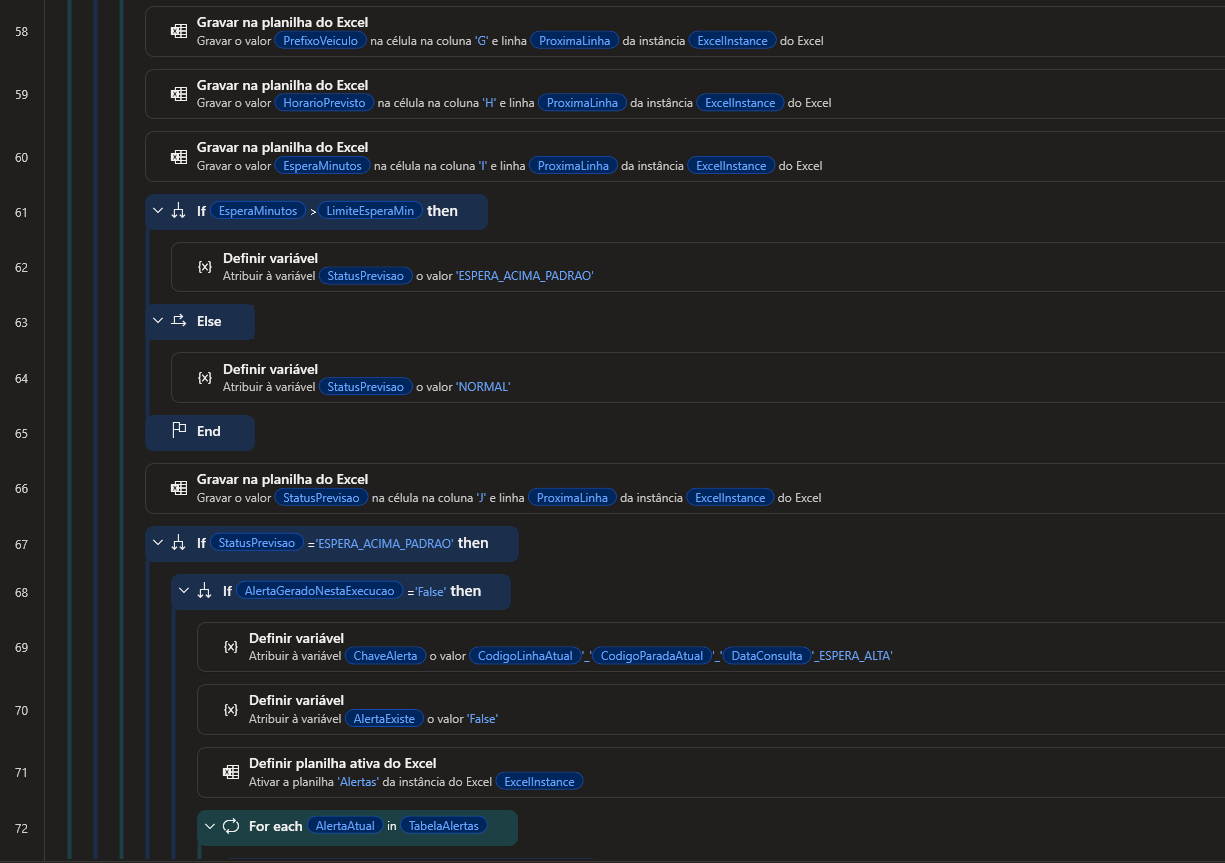 58
Gravar na planilha do Excel
Gravar o valor PrefixoVeiculo na célula na coluna 'G' e linha ProximaLinha da instância ExcelInstance do Excel
59
Gravar na planilha do Excel
Gravar o valor HorarioPrevisto na célula na coluna 'H' e linha ProximaLinha da instância ExcelInstance do Excel
60
Gravar na planilha do Excel
Gravar o valor EsperaMinutos na célula na coluna 'I' e linha ProximaLinha da instância ExcelInstance do Excel
61
If EsperaMinutos > LimiteEsperaMin then
62
{x} Definir variável
Atribuir à variável StatusPrevisao o valor 'ESPERA_ACIMA_PADRAO'
63
Else
64
{x} Definir variável
Atribuir à variável StatusPrevisao o valor 'NORMAL'
65
End
66
Gravar na planilha do Excel
Gravar o valor StatusPrevisao na célula na coluna 'J' e linha ProximaLinha da instância ExcelInstance do Excel
67
If StatusPrevisao ='ESPERA_ACIMA_PADRAO' then
68
If AlertaGeradoNestaExecucao ='False' then
69
{x} Definir variável
Atribuir à variável ChaveAlerta o valor CodigoLinhaAtual '_' CodigoParadaAtual '_' DataConsulta '_ESPERA_ALTA'
70
{x} Definir variável
Atribuir à variável AlertaExiste o valor 'False'
71
Definir planilha ativa do Excel
Ativar a planilha 'Alertas' da instância do Excel ExcelInstance
72
For each AlertaAtual in TabelaAlertas